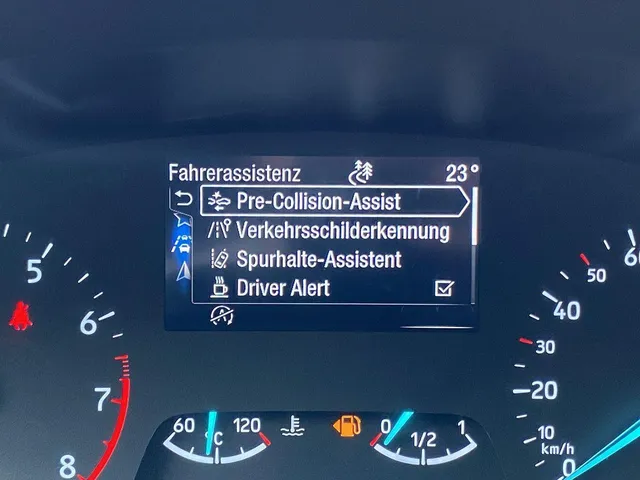 Fahrerassistenz 23°
Pre-Collision-Assist
Verkehrsschilderkennung
Spurhalte-Assistent
Driver Alert
5
6
7
8
60
50
40
30
20
10
km/h
0
60 120
°C
0 1/2 1